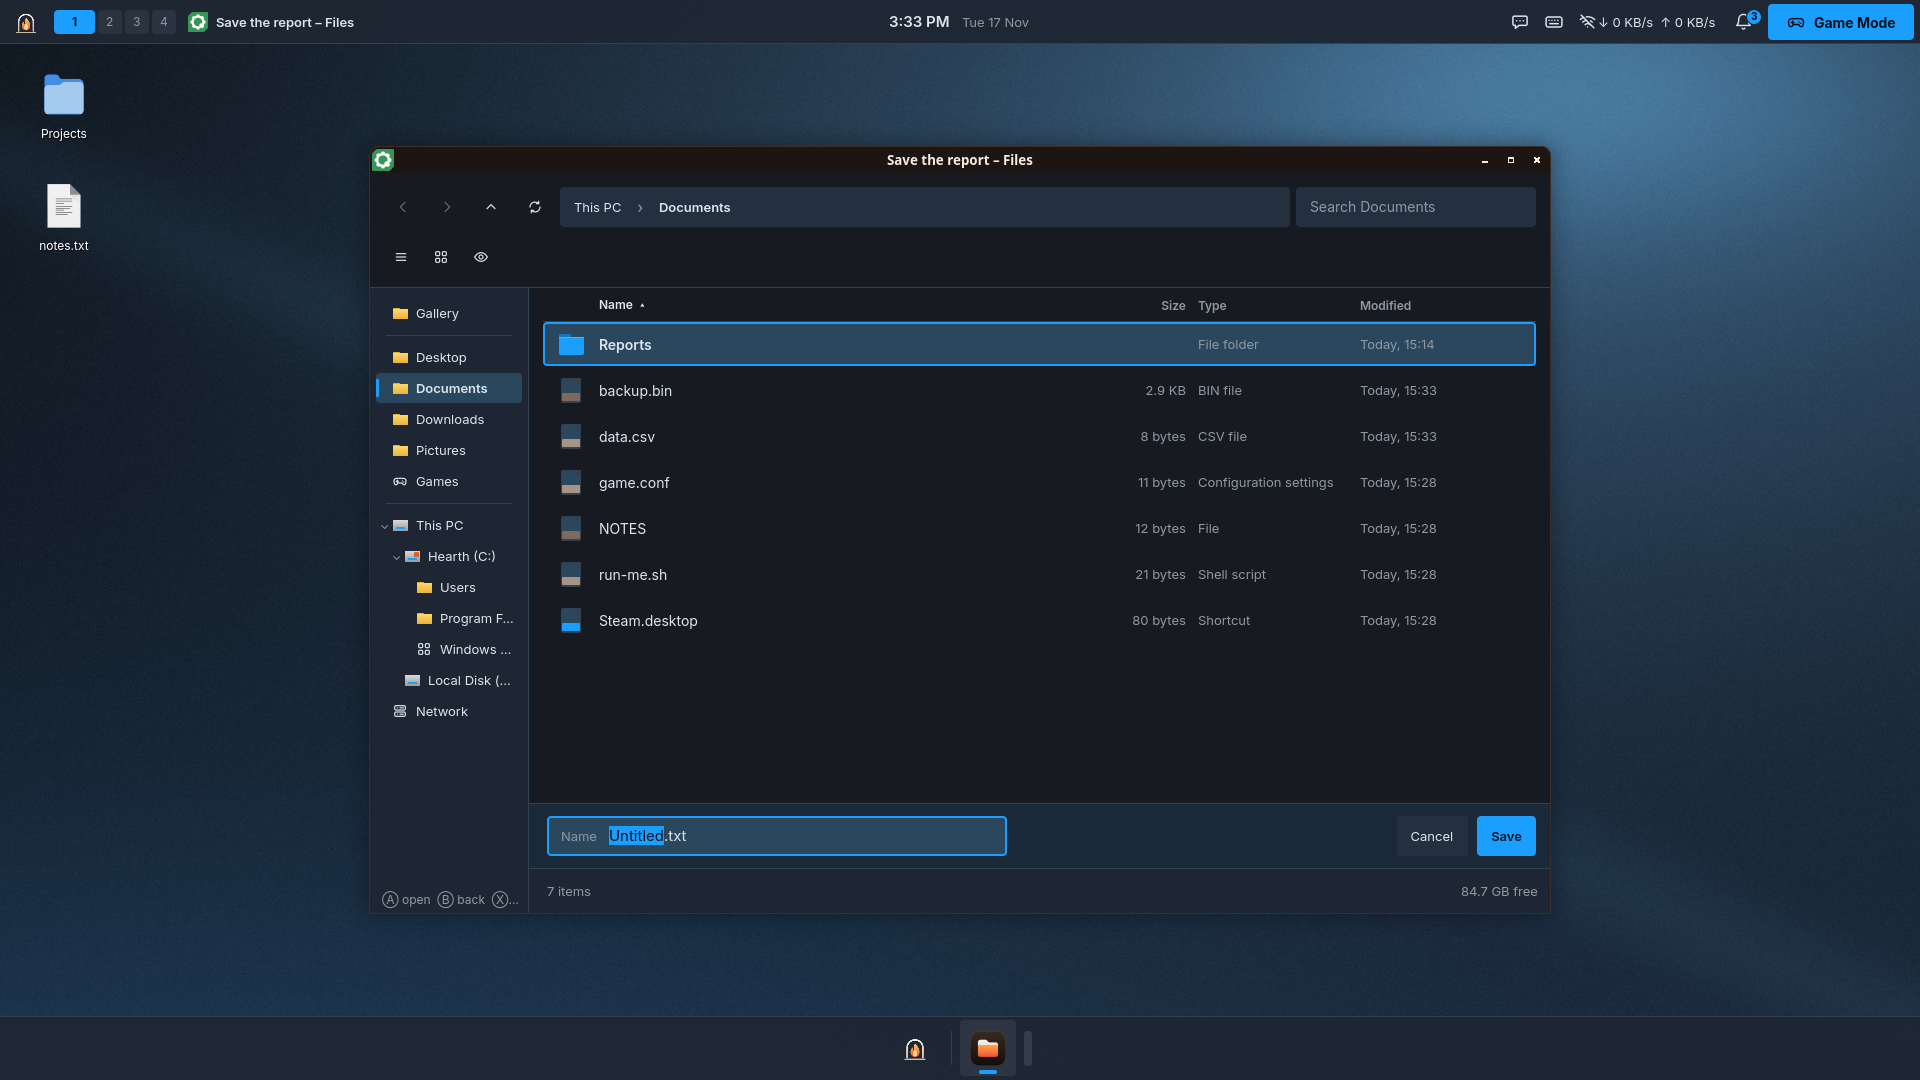 1 2 3 4 Save the report – Files 3:33 PM Tue 17 Nov ↓ 0 KB/s ↑ 0 KB/s 3 Game Mode
Projects
notes.txt
Save the report – Files
This PC › Documents Search Documents
Gallery
Desktop
Documents
Downloads
Pictures
Games
This PC
Hearth (C:)
Users
Program F...
Windows ...
Local Disk (...
Network
A open B back X...
Name Size Type Modified
Reports File folder Today, 15:14
backup.bin 2.9 KB BIN file Today, 15:33
data.csv 8 bytes CSV file Today, 15:33
game.conf 11 bytes Configuration settings Today, 15:28
NOTES 12 bytes File Today, 15:28
run-me.sh 21 bytes Shell script Today, 15:28
Steam.desktop 80 bytes Shortcut Today, 15:28
Name Untitled.txt Cancel Save
7 items 84.7 GB free